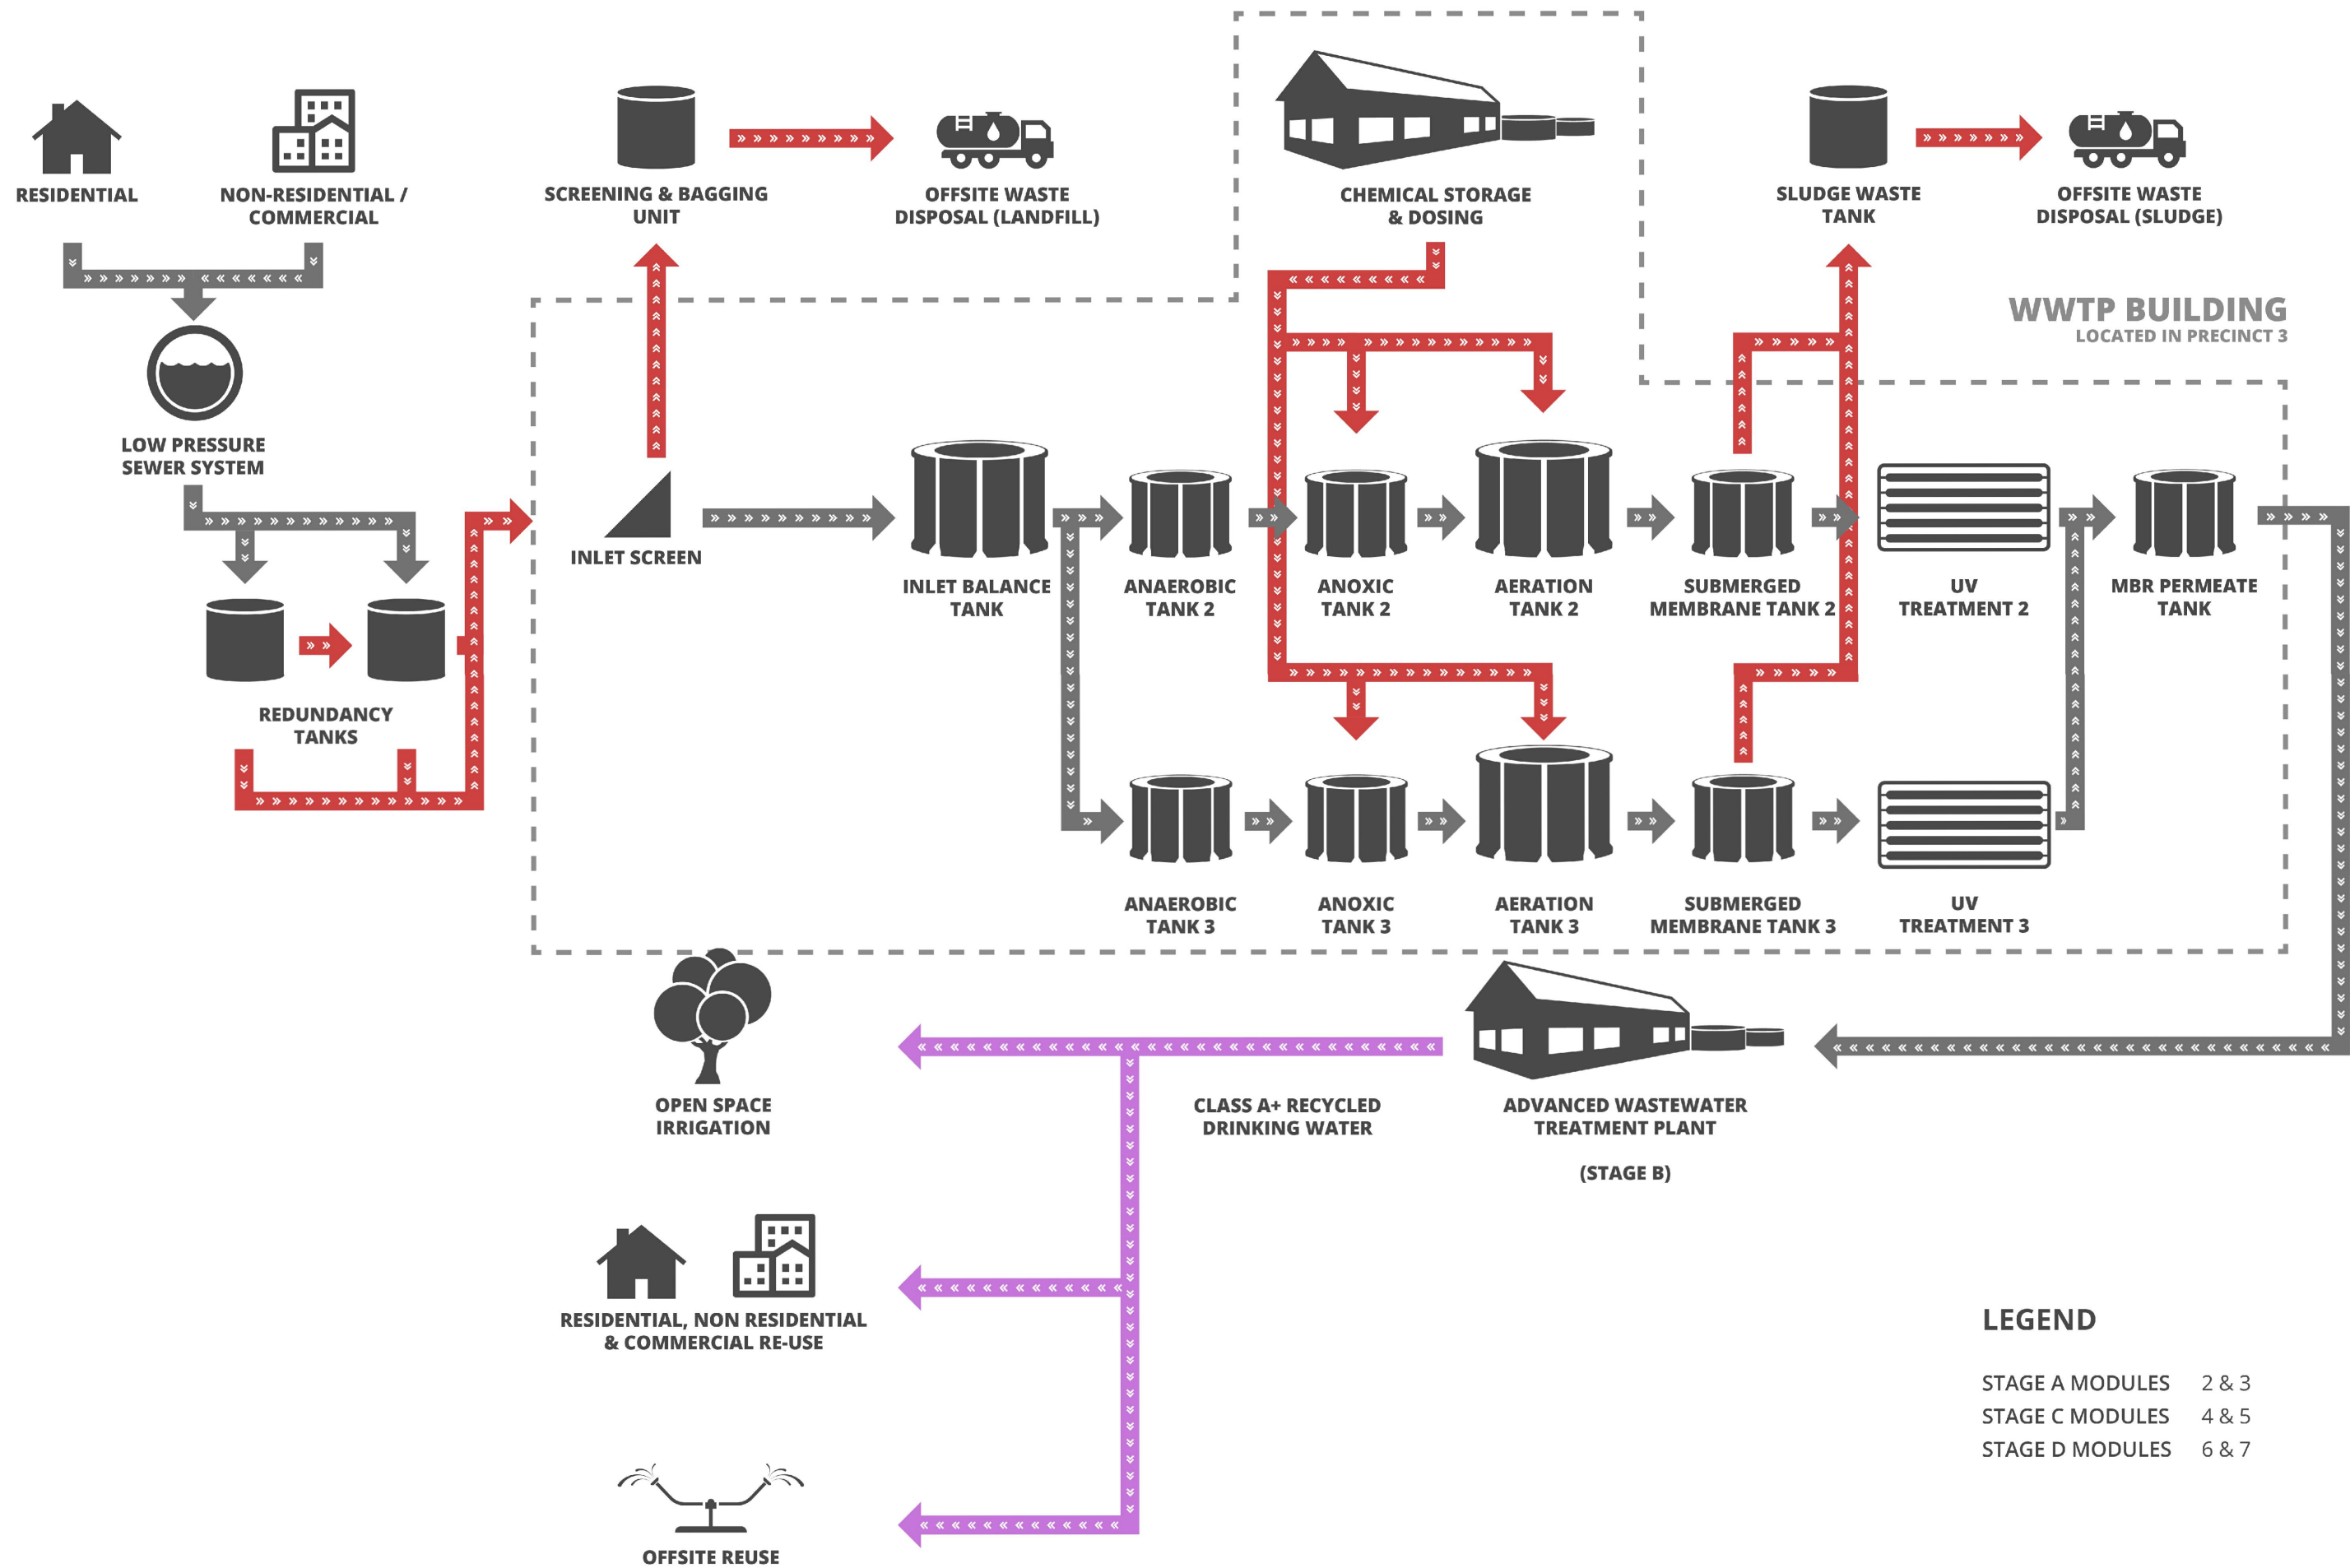 RESIDENTIAL
NON-RESIDENTIAL /
COMMERCIAL
SCREENING & BAGGING
UNIT
OFFSITE WASTE
DISPOSAL (LANDFILL)
CHEMICAL STORAGE
& DOSING
SLUDGE WASTE
TANK
OFFSITE WASTE
DISPOSAL (SLUDGE)
WWTP BUILDING
LOCATED IN PRECINCT 3
LOW PRESSURE
SEWER SYSTEM
REDUNDANCY
TANKS
INLET SCREEN
INLET BALANCE
TANK
ANAEROBIC
TANK 2
ANOXIC
TANK 2
AERATION
TANK 2
SUBMERGED
MEMBRANE TANK 2
UV
TREATMENT 2
MBR PERMEATE
TANK
ANAEROBIC
TANK 3
ANOXIC
TANK 3
AERATION
TANK 3
SUBMERGED
MEMBRANE TANK 3
UV
TREATMENT 3
OPEN SPACE
IRRIGATION
CLASS A+ RECYCLED
DRINKING WATER
ADVANCED WASTEWATER
TREATMENT PLANT
(STAGE B)
RESIDENTIAL, NON RESIDENTIAL
& COMMERCIAL RE-USE
OFFSITE REUSE
LEGEND
STAGE A MODULES 2 & 3
STAGE C MODULES 4 & 5
STAGE D MODULES 6 & 7